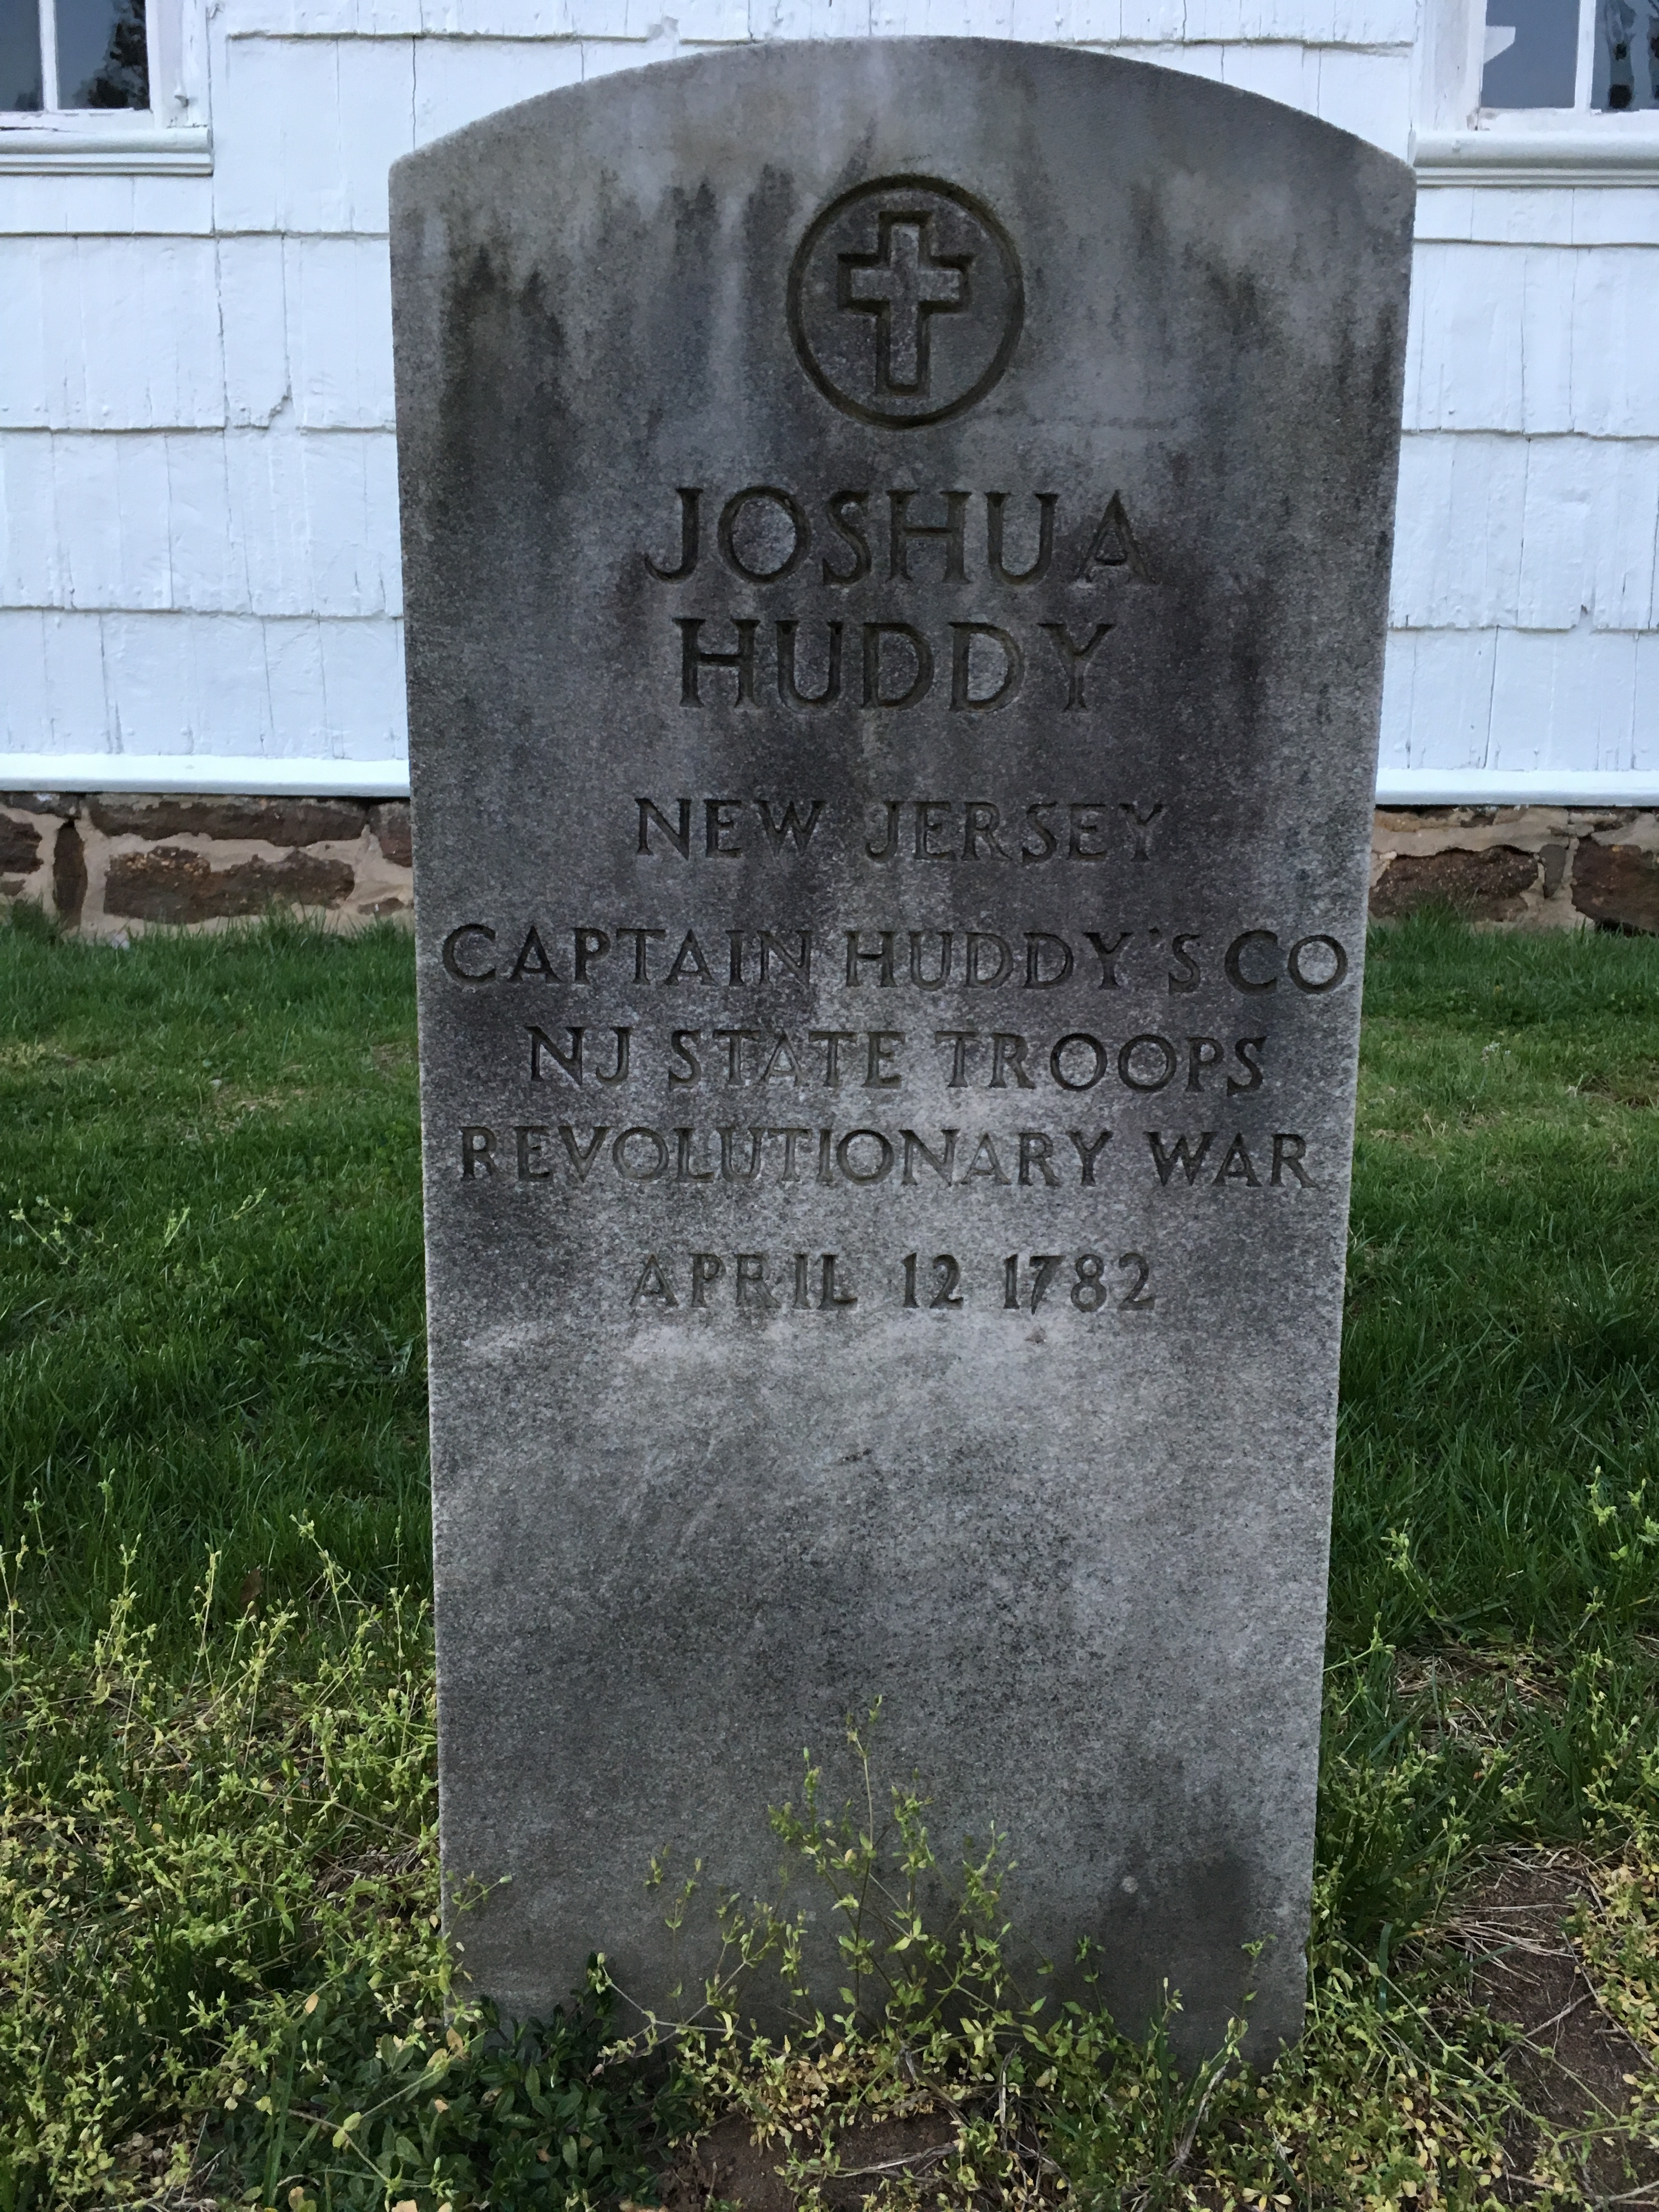 JOSHUA
HUDDY
NEW JERSEY
CAPTAIN HUDDY'S CO
NJ STATE TROOPS
REVOLUTIONARY WAR
APRIL 12 1782